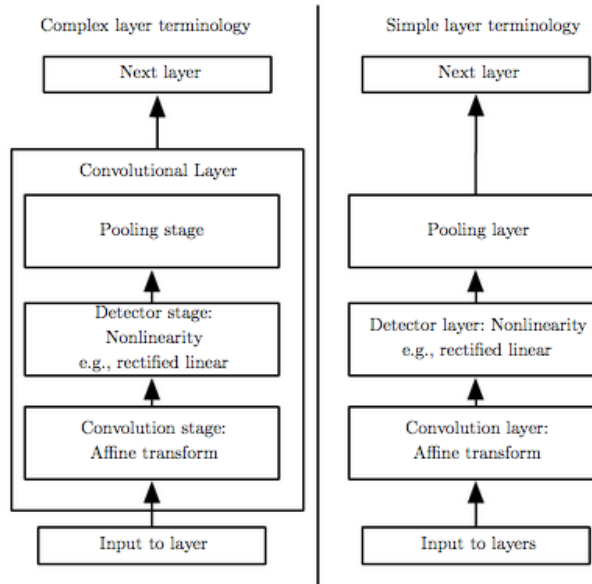 Complex layer terminology
Next layer
Convolutional Layer
Pooling stage
Detector stage:
Nonlinearity
e.g., rectified linear
Convolution stage:
Affine transform
Input to layer
Simple layer terminology
Next layer
Pooling layer
Detector layer: Nonlinearity
e.g., rectified linear
Convolution layer:
Affine transform
Input to layers